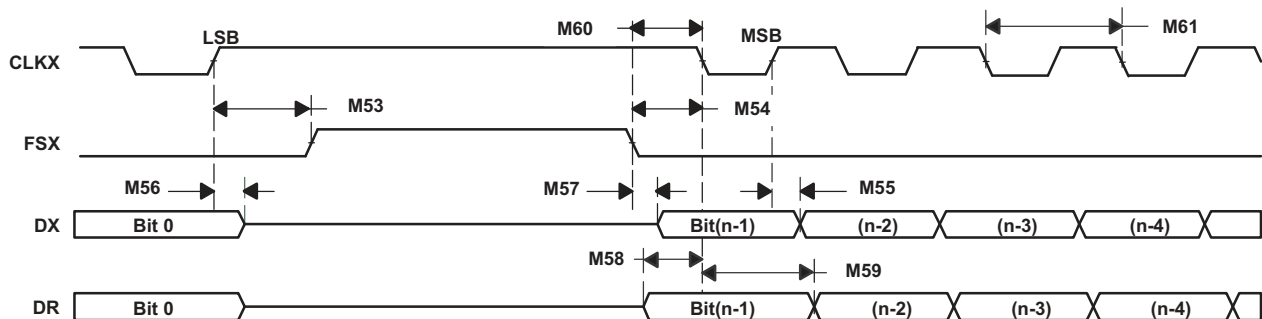 M60
M61
LSB
MSB
CLKX
M53
M54
FSX
M56
M57
M55
DX
Bit 0
Bit(n-1)
(n-2)
(n-3)
(n-4)
M58
M59
DR
Bit 0
Bit(n-1)
(n-2)
(n-3)
(n-4)